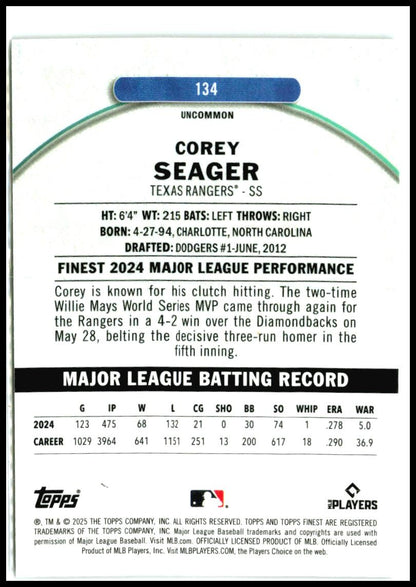 134
UNCOMMON
COREY
SEAGER
TEXAS RANGERS® - SS
HT: 6'4" WT: 215 BATS: LEFT THROWS: RIGHT
BORN: 4-27-94, CHARLOTTE, NORTH CAROLINA
DRAFTED: DODGERS #1-JUNE, 2012
FINEST 2024 MAJOR LEAGUE PERFORMANCE
Corey is known for his clutch hitting. The two-time
Willie Mays World Series MVP came through again for
the Rangers in a 4-2 win over the Diamondbacks on
May 28, belting the decisive three-run homer in the
fifth inning.
MAJOR LEAGUE BATTING RECORD
G IP W L CG SHO BB SO WHIP ERA WAR
2024 123 475 68 132 21 0 30 74 1 .278 5.0
CAREER 1029 3964 641 1151 251 13 200 617 18 .290 36.9
Topps
MLB PLAYERS
®, TM & © 2025 THE TOPPS COMPANY, INC. ALL RIGHTS RESERVED. TOPPS AND TOPPS FINEST ARE REGISTERED
TRADEMARKS OF THE TOPPS COMPANY, INC. Major League Baseball trademarks and copyrights are used with
permission of Major League Baseball. Visit MLB.com. OFFICIALLY LICENSED PRODUCT OF MLB. Officially Licensed
Product of MLB Players, Inc. Visit MLBPLAYERS.COM, the Players Choice on the web.